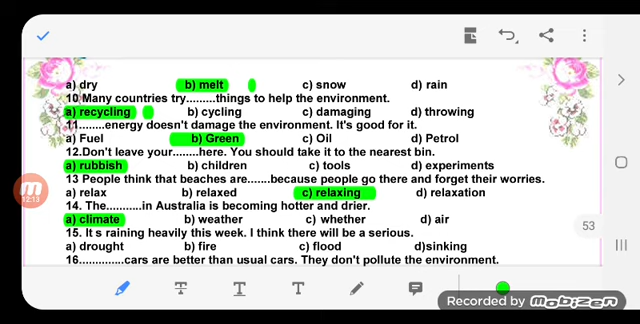 a) dry b) melt c) snow d) rain
10 Many countries try.........things to help the environment.
a) recycling b) cycling c) damaging d) throwing
11........energy doesn't damage the environment. It's good for it.
a) Fuel b) Green c) Oil d) Petrol
12.Don't leave your........here. You should take it to the nearest bin.
a) rubbish b) children c) tools d) experiments
13 People think that beaches are.......because people go there and forget their worries.
a) relax b) relaxed c) relaxing d) relaxation
14. The...........in Australia is becoming hotter and drier.
a) climate b) weather c) whether d) air
15. It s raining heavily this week. I think there will be a serious.
a) drought b) fire c) flood d)sinking
16..............cars are better than usual cars. They don't pollute the environment.
53
12:13
Recorded by Mobizen